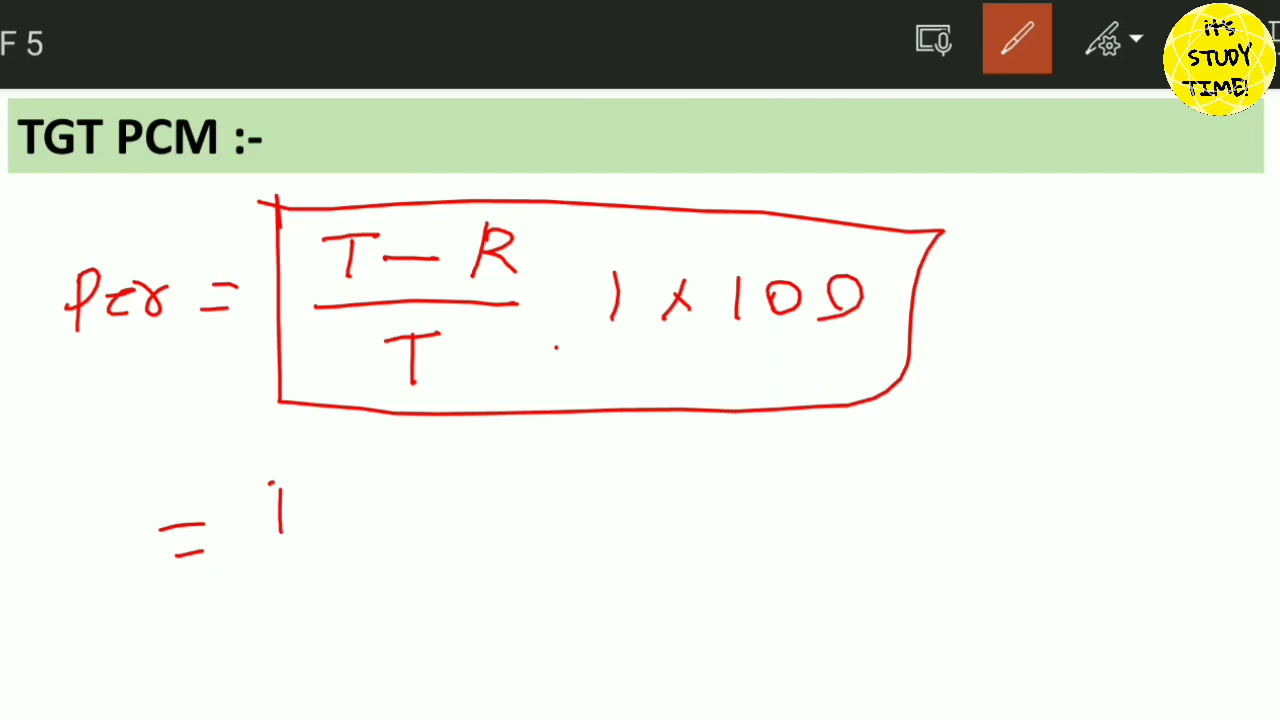 F 5
it's
STUDY
TIME!
TGT PCM :-
T - R
Per = 1 x 100
T
=